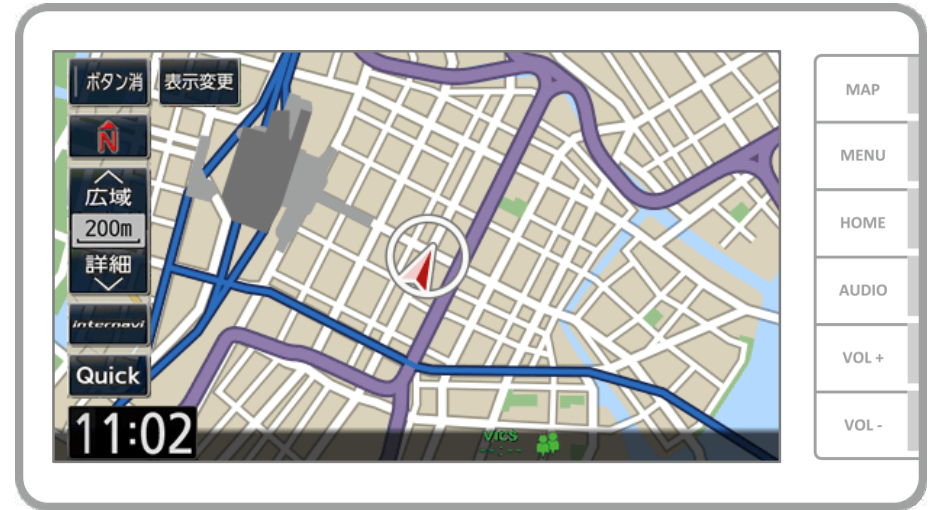 ボタン消
表示変更
N
広域
200m
詳細
internavi
Quick
11:02
VICS
--:--
MAP
MENU
HOME
AUDIO
VOL +
VOL -